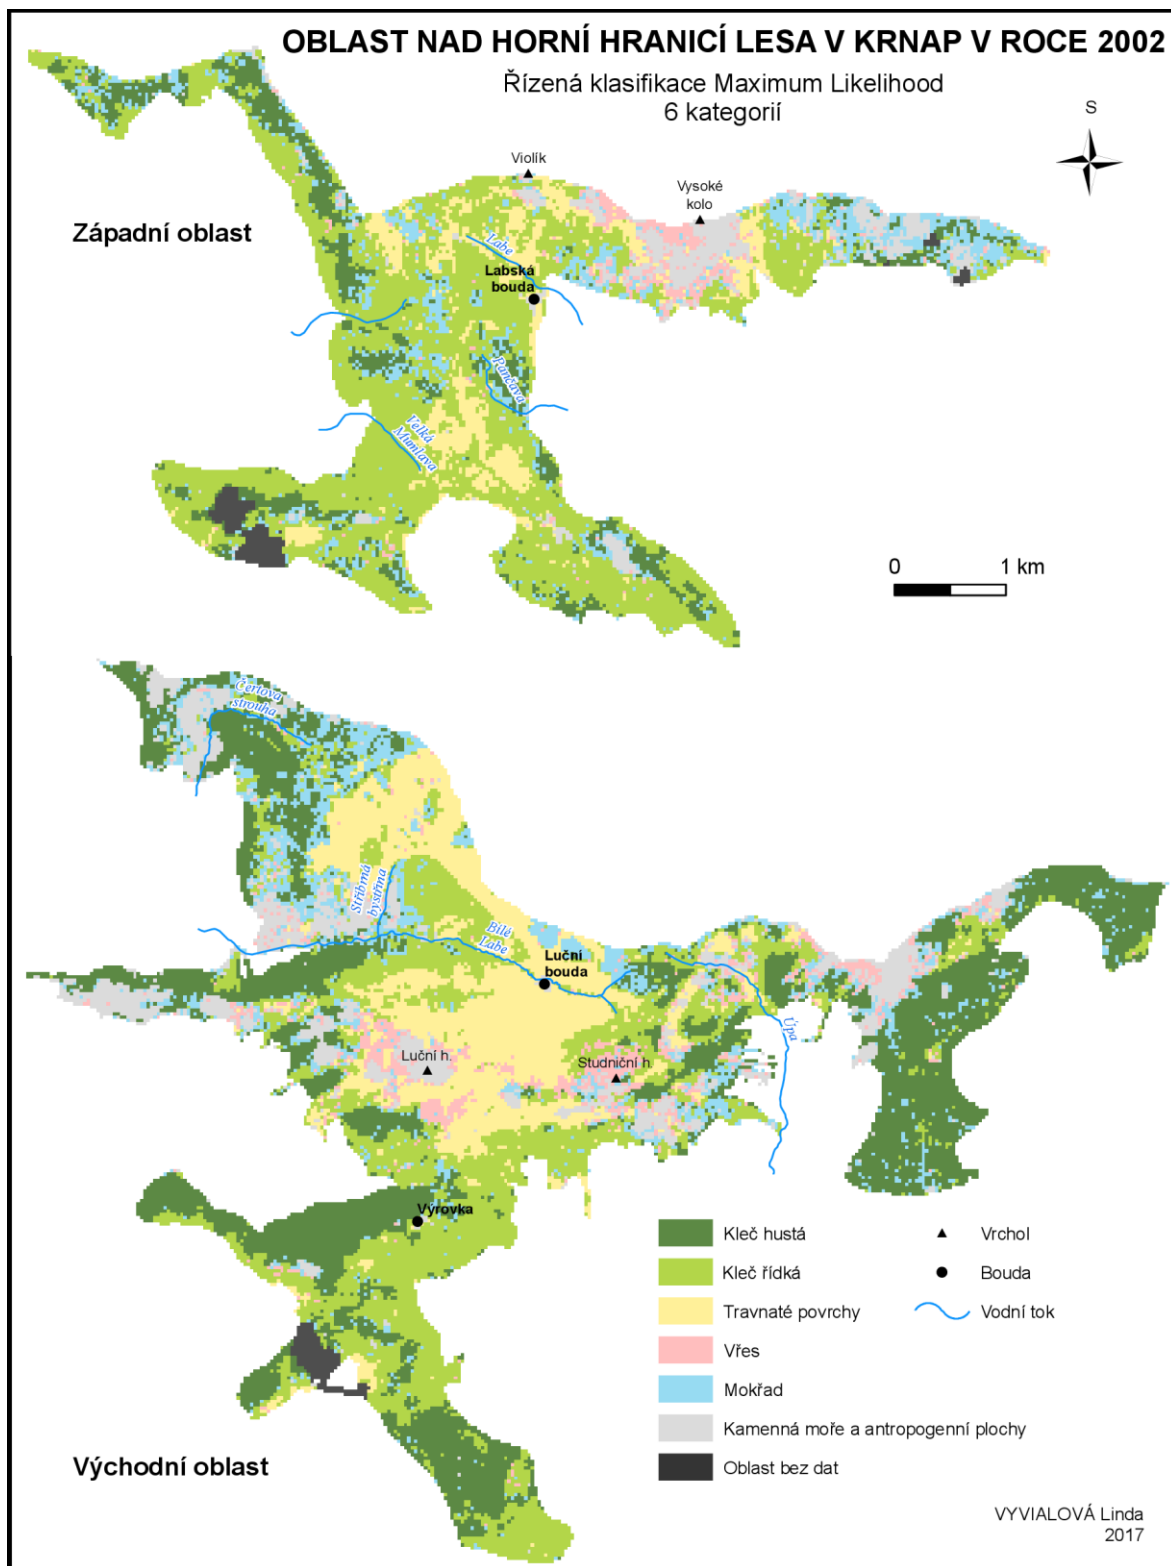 OBLAST NAD HORNÍ HRANICÍ LESA V KRNAP V ROCE 2002
Řízená klasifikace Maximum Likelihood
6 kategorií
S
Violík
Vysoké
kolo
Západní oblast
Labe
Labská
bouda
Pančava
Velká
Mumlava
0 1 km
Čertova
strouha
Stříbrná
bystřina
Bílé
Labe
Luční
bouda
Úpa
Luční h.
Studniční h.
Výrovka
Kleč hustá
Kleč řídká
Travnaté povrchy
Vřes
Mokřad
Kamenná moře a antropogenní plochy
Oblast bez dat
Vrchol
Bouda
Vodní tok
Východní oblast
VYVIALOVÁ Linda
2017